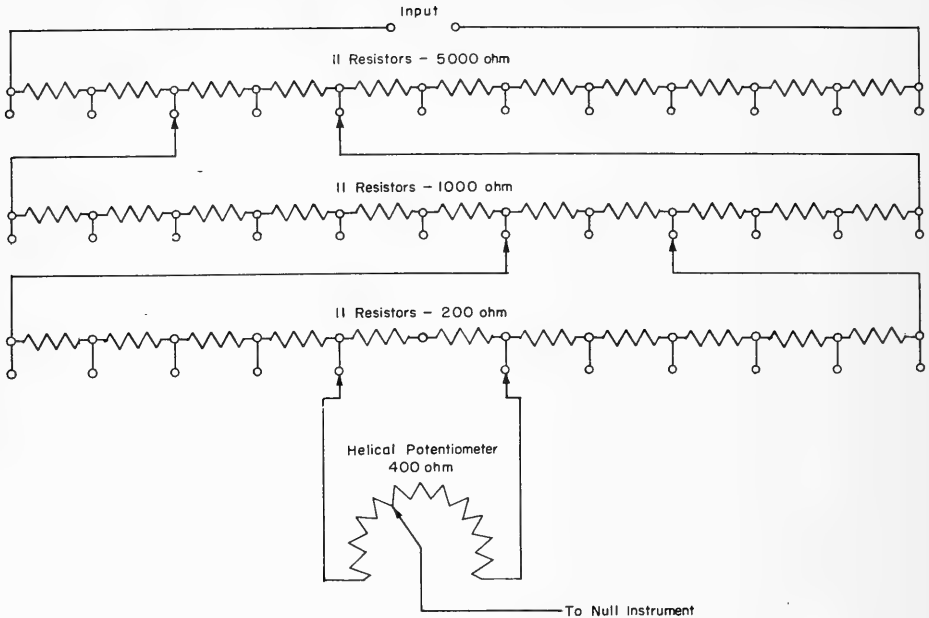 Input
11 Resistors - 5000 ohm
11 Resistors - 1000 ohm
11 Resistors - 200 ohm
Helical Potentiometer
400 ohm
To Null Instrument